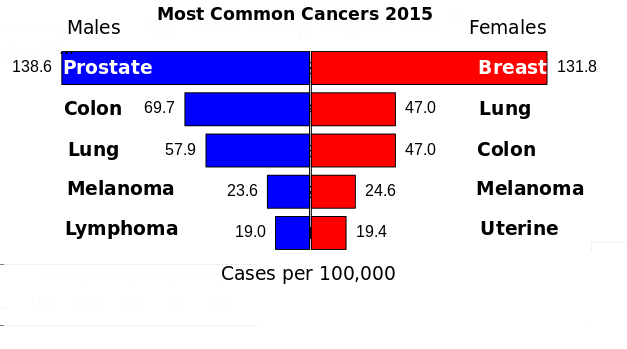 Most Common Cancers 2015
Males Females
138.6 Prostate Breast 131.8
Colon 69.7 47.0 Lung
Lung 57.9 47.0 Colon
Melanoma 23.6 24.6 Melanoma
Lymphoma 19.0 19.4 Uterine
Cases per 100,000